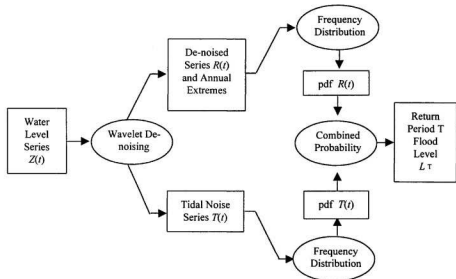 Water
Level
Series
Z(t)
Wavelet De-
noising
De-noised
Series R(t)
and Annual
Extremes
Tidal Noise
Series T(t)
Frequency
Distribution
pdf R(t)
Combined
Probability
pdf T(t)
Frequency
Distribution
Return
Period T
Flood
Level
L T